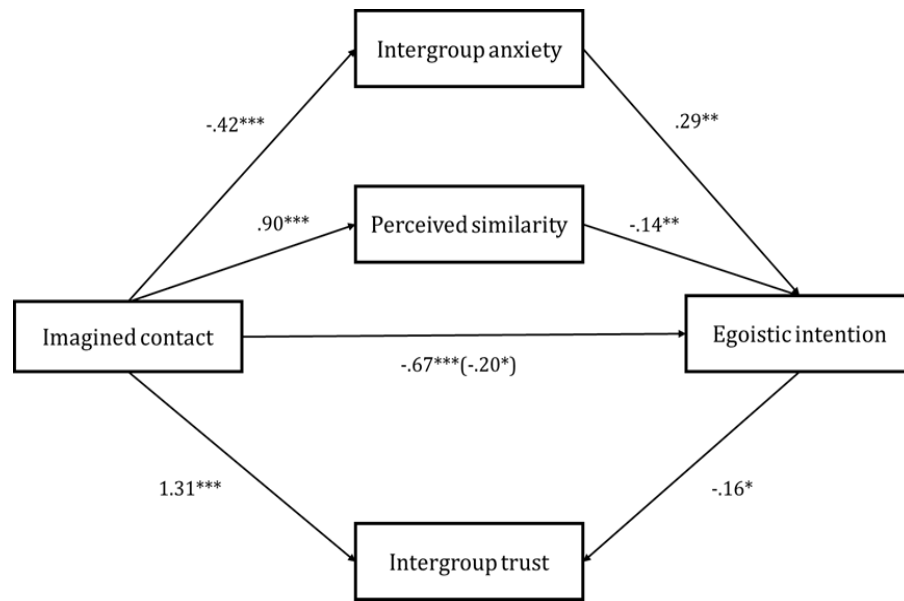 Intergroup anxiety
-.42***
.29**
.90***
Perceived similarity
-.14**
Imagined contact
Egoistic intention
-.67***(-.20*)
1.31***
-.16*
Intergroup trust